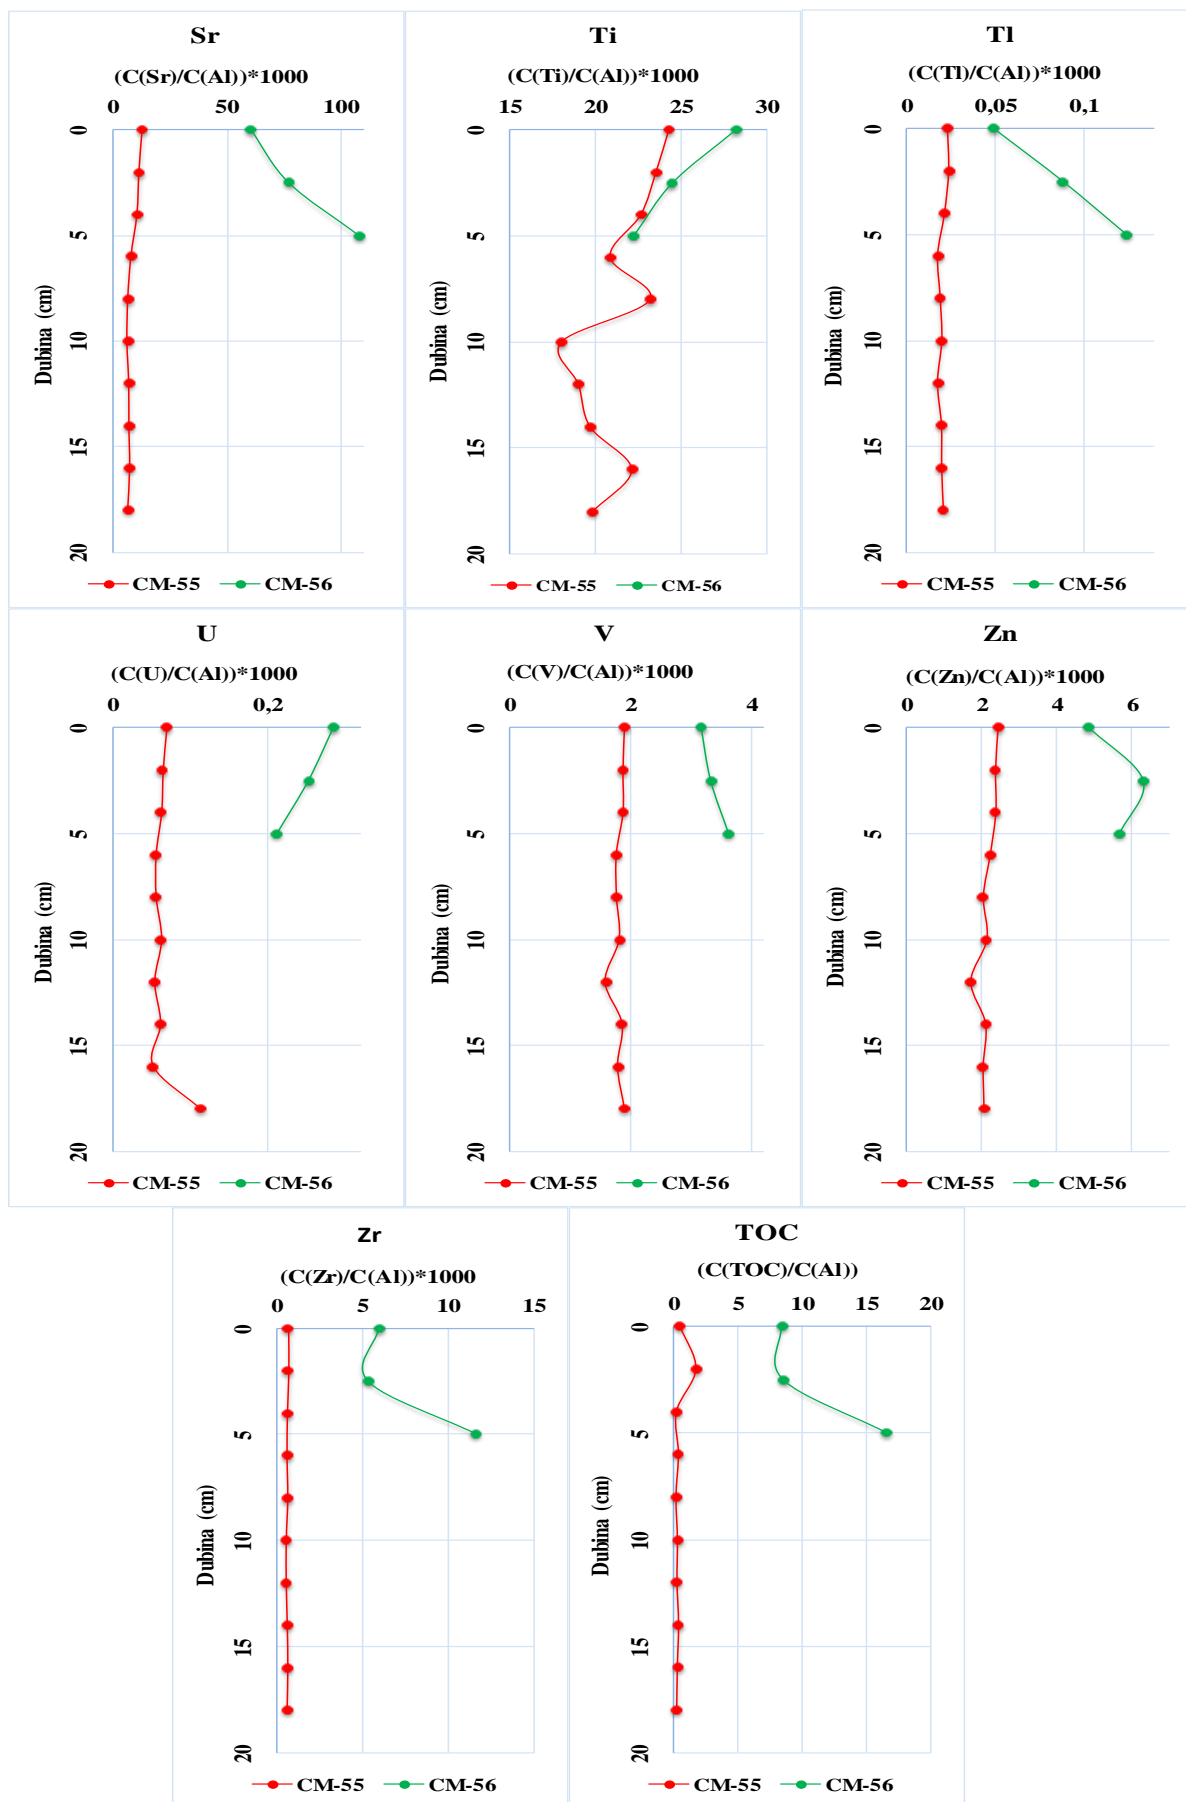 Sr
(C(Sr)/C(Al))*1000
0 50 100
0
5
10
15
20
Dubina (cm)
CM-55 CM-56
Ti
(C(Ti)/C(Al))*1000
15 20 25 30
0
5
10
15
20
Dubina (cm)
CM-55 CM-56
Tl
(C(Tl)/C(Al))*1000
0 0,05 0,1
0
5
10
15
20
Dubina (cm)
CM-55 CM-56
U
(C(U)/C(Al))*1000
0 0,2
0
5
10
15
20
Dubina (cm)
CM-55 CM-56
V
(C(V)/C(Al))*1000
0 2 4
0
5
10
15
20
Dubina (cm)
CM-55 CM-56
Zn
(C(Zn)/C(Al))*1000
0 2 4 6
0
5
10
15
20
Dubina (cm)
CM-55 CM-56
Zr
(C(Zr)/C(Al))*1000
0 5 10 15
0
5
10
15
20
Dubina (cm)
CM-55 CM-56
TOC
(C(TOC)/C(Al))
0 5 10 15 20
0
5
10
15
20
Dubina (cm)
CM-55 CM-56